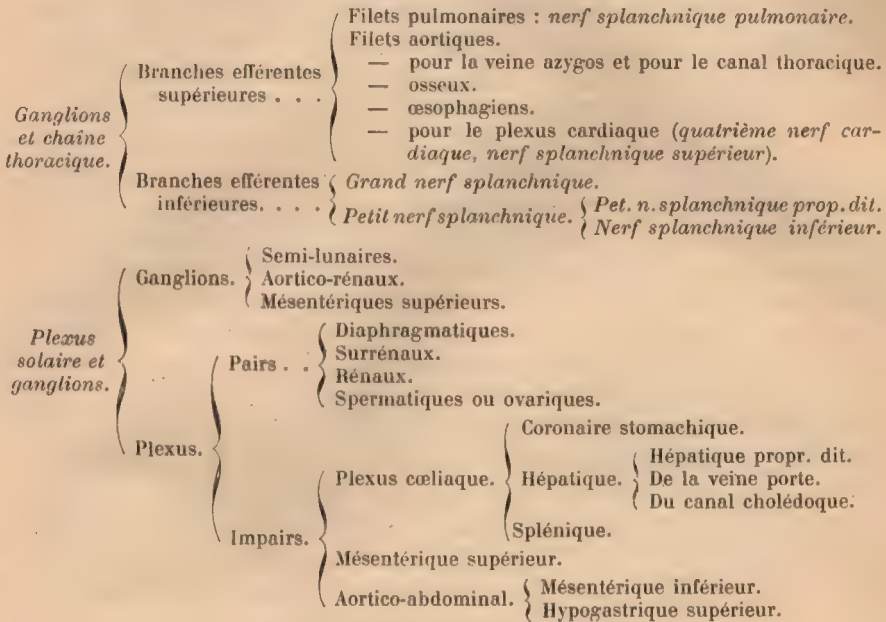 Filets pulmonaires : nerf splanchnique pulmonaire.
Filets aortiques.
Branches efférentes
supérieures . . .
— pour la veine azygos et pour le canal thoracique.
— osseux.
— œsophagiens.
— pour le plexus cardiaque (quatrième nerf car-
diaque, nerf splanchnique supérieur).
Ganglions
et chaîne
thoracique.
Branches efférentes
inférieures. . . .
Grand nerf splanchnique.
Petit nerf splanchnique.
Pet. n. splanchnique prop. dit.
Nerf splanchnique inférieur.
Plexus
solaire et
ganglions.
Ganglions.
Semi-lunaires.
Aortico-rénaux.
Mésentériques supérieurs.
Plexus.
Pairs . .
Diaphragmatiques.
Surrénaux.
Rénaux.
Spermatiques ou ovariques.
Impairs.
Plexus cœliaque.
Coronaire stomachique.
Hépatique.
Hépatique propr. dit.
De la veine porte.
Du canal cholédoque.
Splénique.
Mésentérique supérieur.
Aortico-abdominal.
Mésentérique inférieur.
Hypogastrique supérieur.